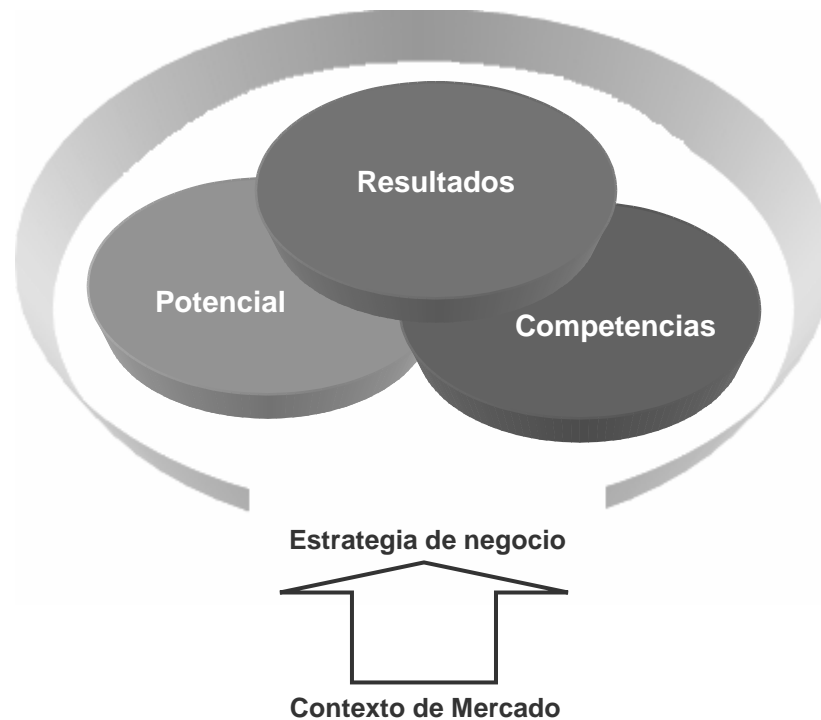 Resultados
Potencial
Competencias
Estrategia de negocio
Contexto de Mercado